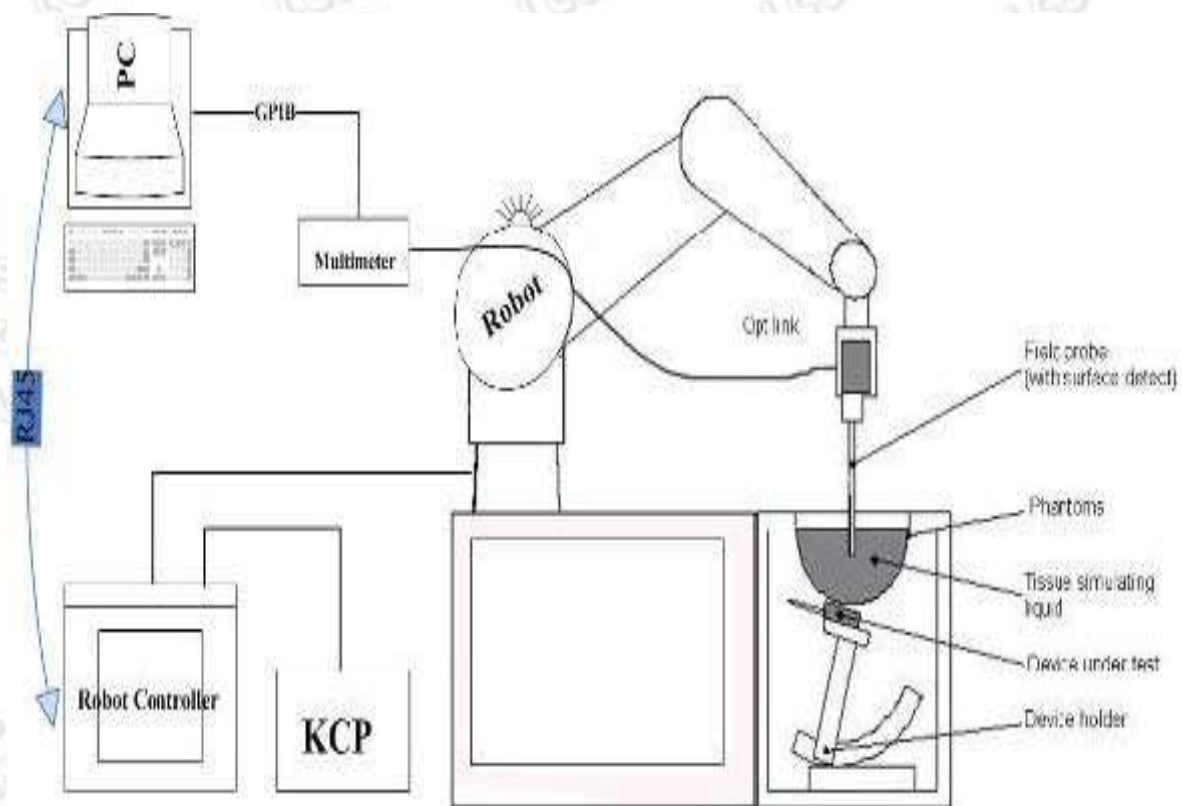 PC
GPIB
Multimeter
Robot
Opt link
Field probe
(with surface detect)
RJ45
Phantoms
Tissue simulating
liquid
Device under test
Device holder
Robot Controller
KCP